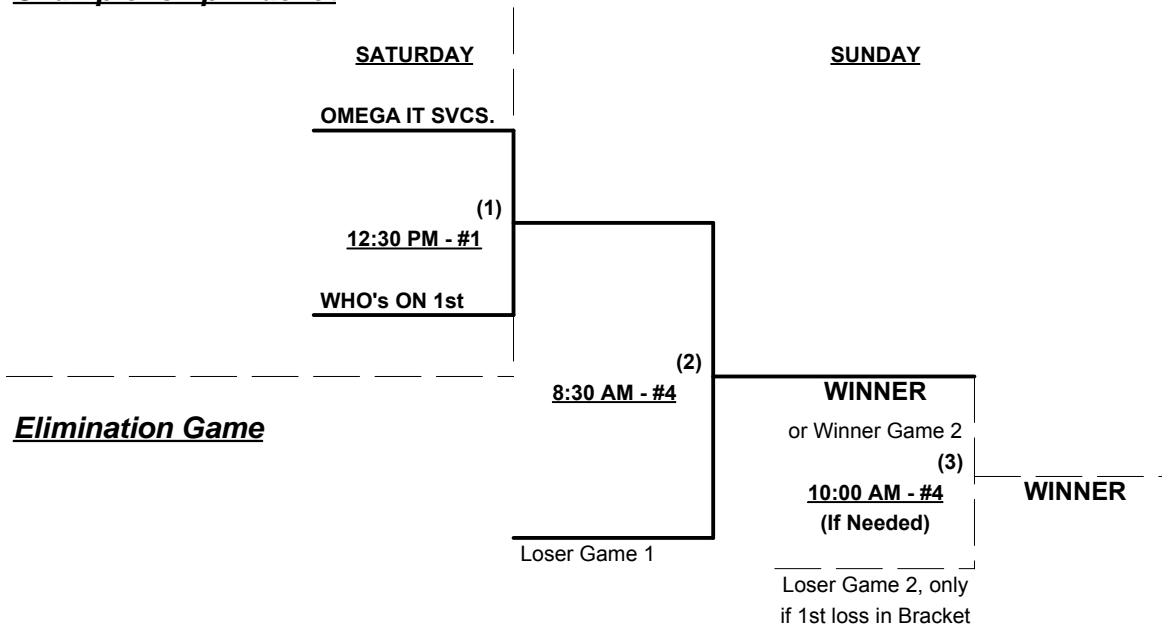 SATURDAY SUNDAY
OMEGA IT SVCS.
(1)
12:30 PM - #1
WHO's ON 1st
(2)
8:30 AM - #4
WINNER
Elimination Game
or Winner Game 2
(3)
10:00 AM - #4
WINNER
(If Needed)
Loser Game 1
Loser Game 2, only
if 1st loss in Bracket